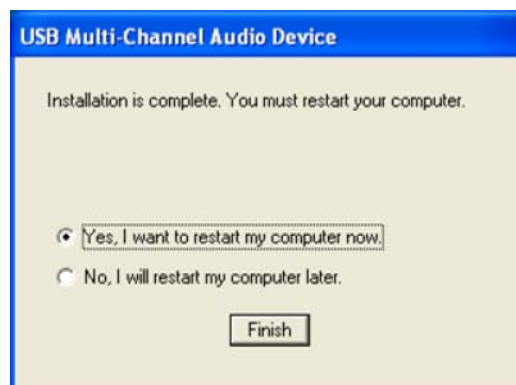 USB Multi-Channel Audio Device
Installation is complete. You must restart your computer.
Yes, I want to restart my computer now.
No, I will restart my computer later.
Finish